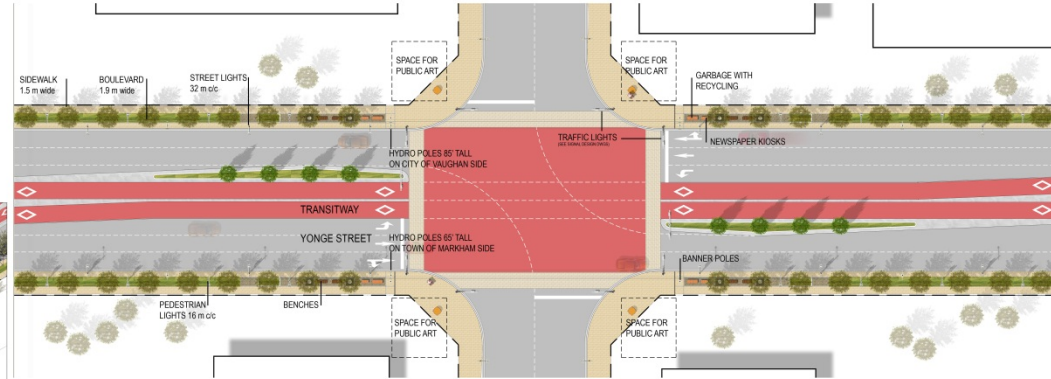 SPACE FOR
PUBLIC ART
SPACE FOR
PUBLIC ART
SIDEWALK
1.5 m wide
BOULEVARD
1.9 m wide
STREET LIGHTS
32 m c/c
GARBAGE WITH
RECYCLING
TRAFFIC LIGHTS
NEWSPAPER KIOSKS
HYDRO POLES 85' TALL
ON CITY OF VAUGHAN SIDE
TRANSITWAY
YONGE STREET
HYDRO POLES 65' TALL
ON TOWN OF MARKHAM SIDE
BANNER POLES
PEDESTRIAN
LIGHTS 16 m c/c
BENCHES
SPACE FOR
PUBLIC ART
SPACE FOR
PUBLIC ART